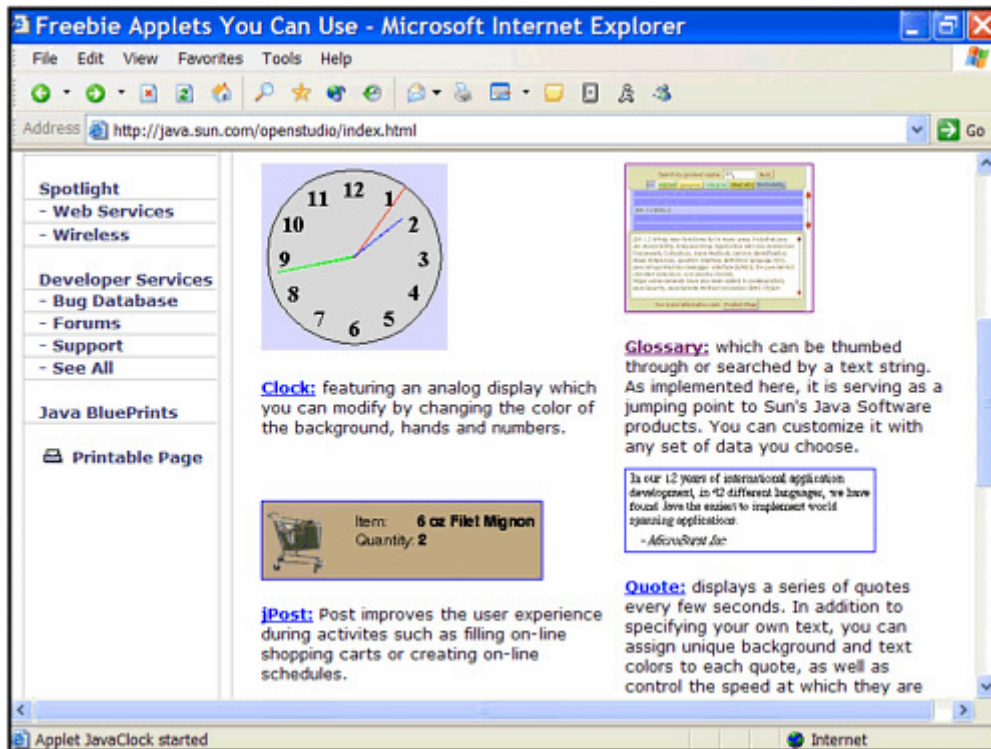 Freebie Applets You Can Use - Microsoft Internet Explorer
File Edit View Favorites Tools Help
Address http://java.sun.com/openstudio/index.html Go
Spotlight
- Web Services
- Wireless
Developer Services
- Bug Database
- Forums
- Support
- See All
Java BluePrints
Printable Page
12
1
2
3
4
5
6
7
8
9
10
11
Clock: featuring an analog display which
you can modify by changing the color of
the background, hands and numbers.
Item: 6 oz Filet Mignon
Quantity: 2
jPost: Post improves the user experience
during activites such as filling on-line
shopping carts or creating on-line
schedules.
Glossary: which can be thumbed
through or searched by a text string.
As implemented here, it is serving as a
jumping point to Sun's Java Software
products. You can customize it with
any set of data you choose.
In our 12 years of international application
development, in 42 different languages, we have
found Java the easiest to implement world
spanning applications.
- MicroBurst Inc
Quote: displays a series of quotes
every few seconds. In addition to
specifying your own text, you can
assign unique background and text
colors to each quote, as well as
control the speed at which they are
Applet JavaClock started
Internet